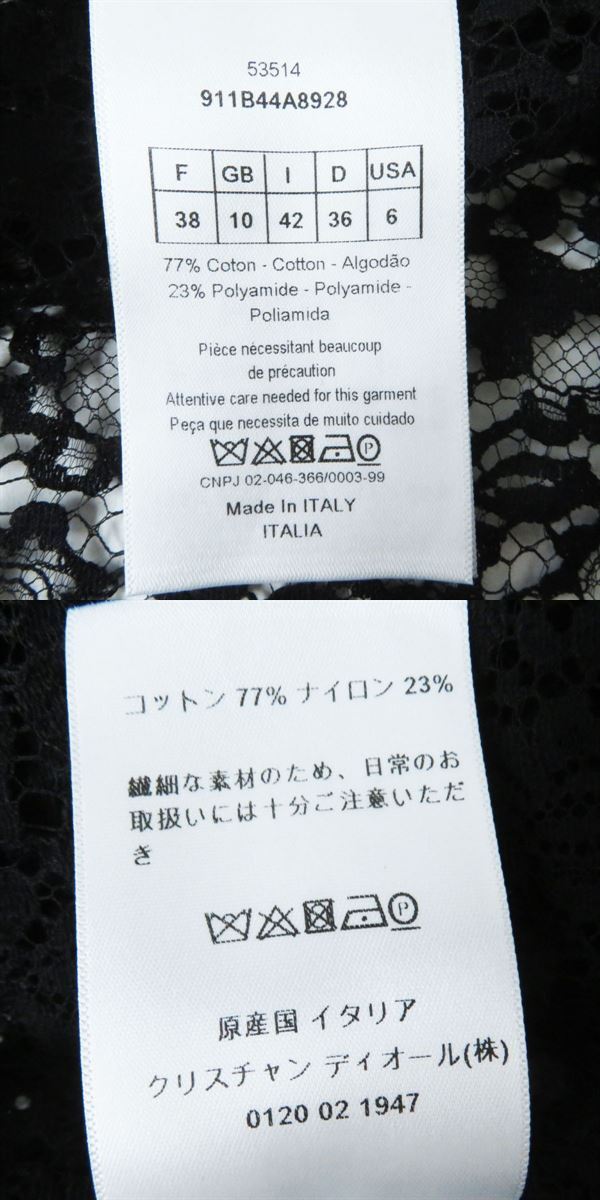 53514
911B44A8928
F GB I D USA
38 10 42 36 6
77% Coton - Cotton - Algodão
23% Polyamide - Polyamide -
Poliamida
Pièce nécessitant beaucoup
de précaution
Attentive care needed for this garment
Peça que necessita de muito cuidado
P
CNPJ 02-046-366/0003-99
Made In ITALY
ITALIA
コットン 77% ナイロン 23%
繊細な素材のため、日常のお
取扱いには十分ご注意いただ
き
P
原産国 イタリア
クリスチャン ディオール(株)
0120 02 1947